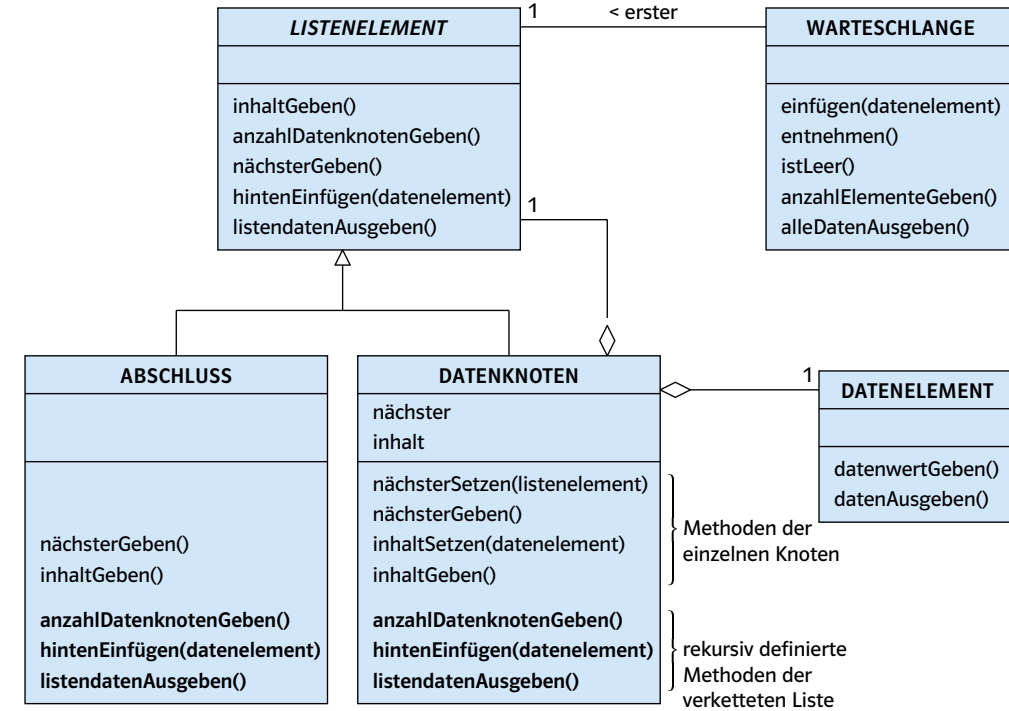 LISTENELEMENT
inhaltGeben()
anzahlDatenknotenGeben()
nächsterGeben()
hintenEinfügen(datenelement)
listendatenAusgeben()
1
< erster
WARTESCHLANGE
einfügen(datenelement)
entnehmen()
istLeer()
anzahlElementeGeben()
alleDatenAusgeben()
1
ABSCHLUSS
nächsterGeben()
inhaltGeben()
anzahlDatenknotenGeben()
hintenEinfügen(datenelement)
listendatenAusgeben()
DATENKNOTEN
nächster
inhalt
nächsterSetzen(listenelement)
nächsterGeben()
inhaltSetzen(datenelement)
inhaltGeben()
anzahlDatenknotenGeben()
hintenEinfügen(datenelement)
listendatenAusgeben()
Methoden der
einzelnen Knoten
rekursiv definierte
Methoden der
verketteten Liste
1
DATENELEMENT
datenwertGeben()
datenAusgeben()